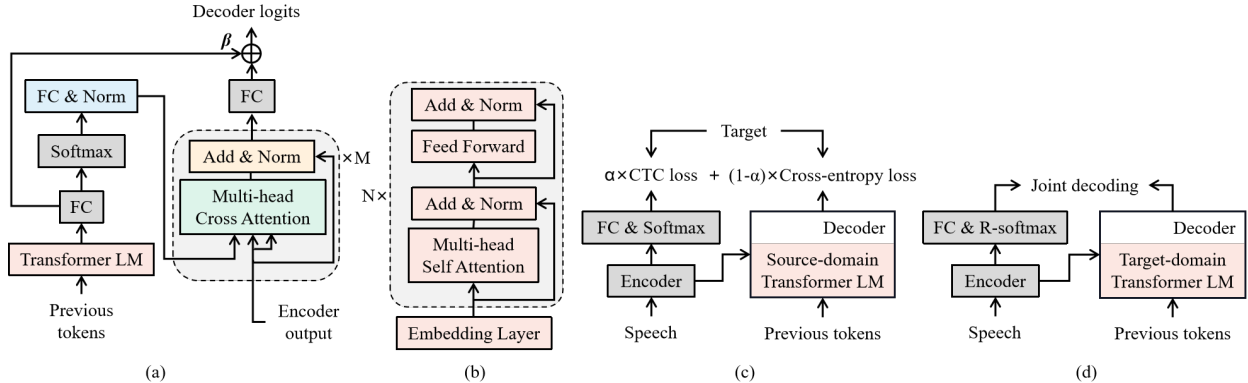 Decoder logits
β
FC & Norm
FC
Softmax
Add & Norm
×M
Multi-head
Cross Attention
FC
Transformer LM
Previous
tokens
Encoder
output
(a)
Add & Norm
Feed Forward
N×
Add & Norm
Multi-head
Self Attention
Embedding Layer
(b)
Target
α×CTC loss + (1-α)×Cross-entropy loss
FC & Softmax
Decoder
Encoder
Source-domain
Transformer LM
Speech
Previous tokens
(c)
Joint decoding
FC & R-softmax
Decoder
Encoder
Target-domain
Transformer LM
Speech
Previous tokens
(d)